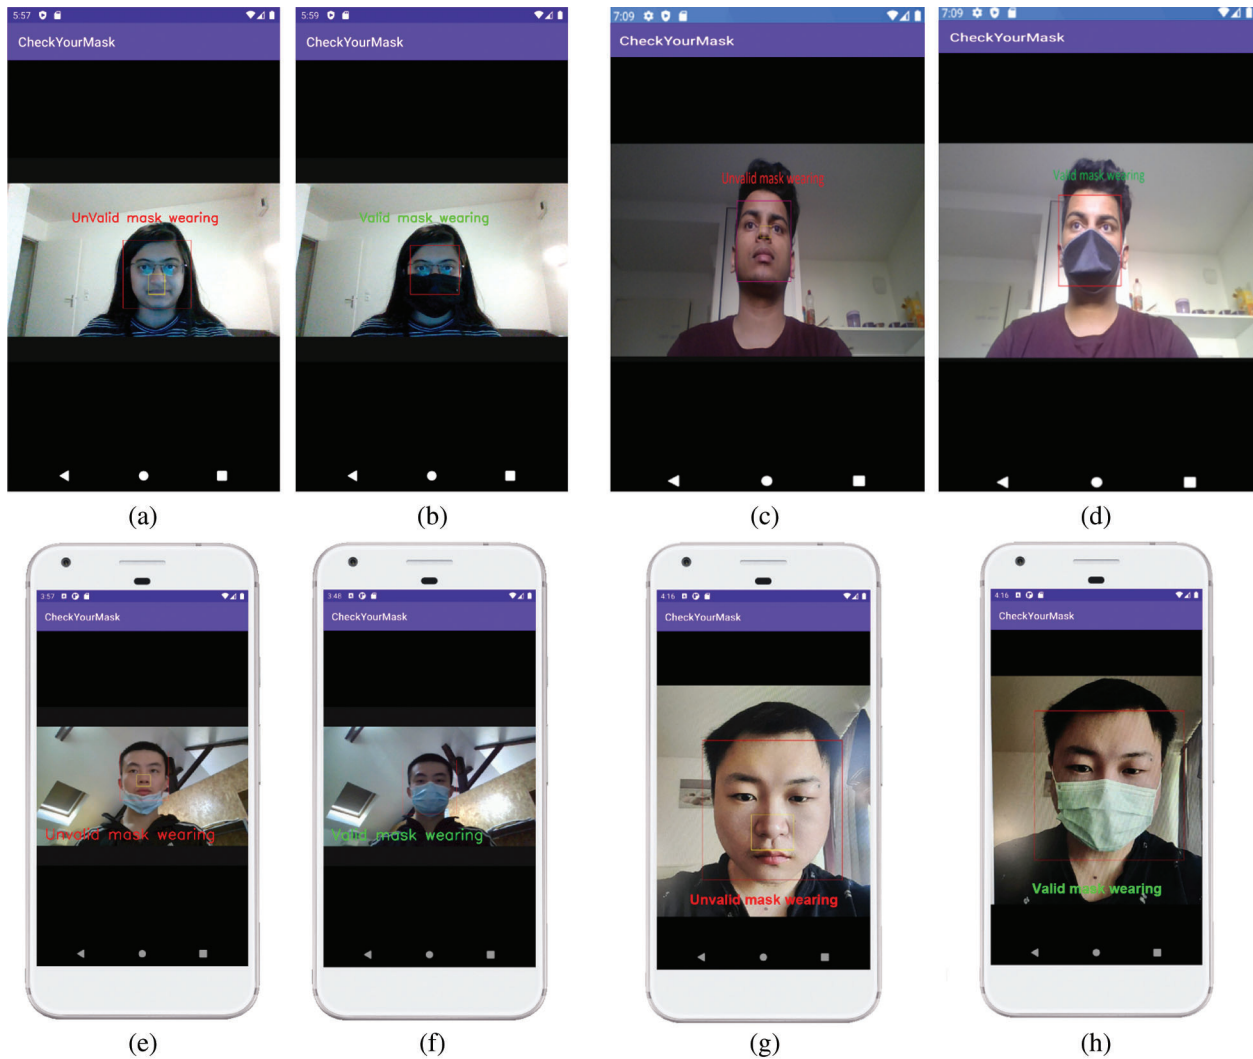 5:57
CheckYourMask
UnValid mask wearing
(a)
5:59
CheckYourMask
Valid mask wearing
(b)
7:09
CheckYourMask
Unvalid mask wearing
(c)
7:09
CheckYourMask
Valid mask wearing
(d)
3:57
CheckYourMask
Unvalid mask wearing
(e)
3:48
CheckYourMask
Valid mask wearing
(f)
4:16
CheckYourMask
Unvalid mask wearing
(g)
4:16
CheckYourMask
Valid mask wearing
(h)